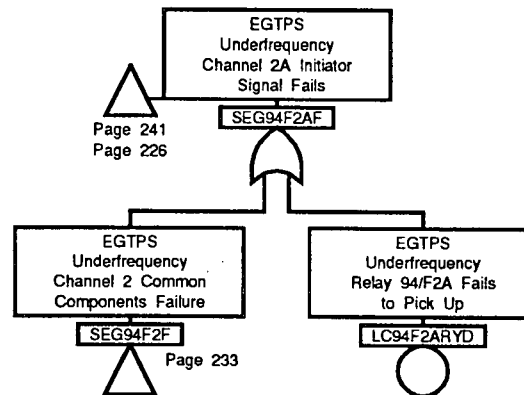 EGTPS
Underfrequency
Channel 2A Initiator
Signal Fails
Page 241
Page 226
SEG94F2AF
EGTPS
Underfrequency
Channel 2 Common
Components Failure
SEG94F2F
Page 233
EGTPS
Underfrequency
Relay 94/F2A Fails
to Pick Up
LC94F2ARYD